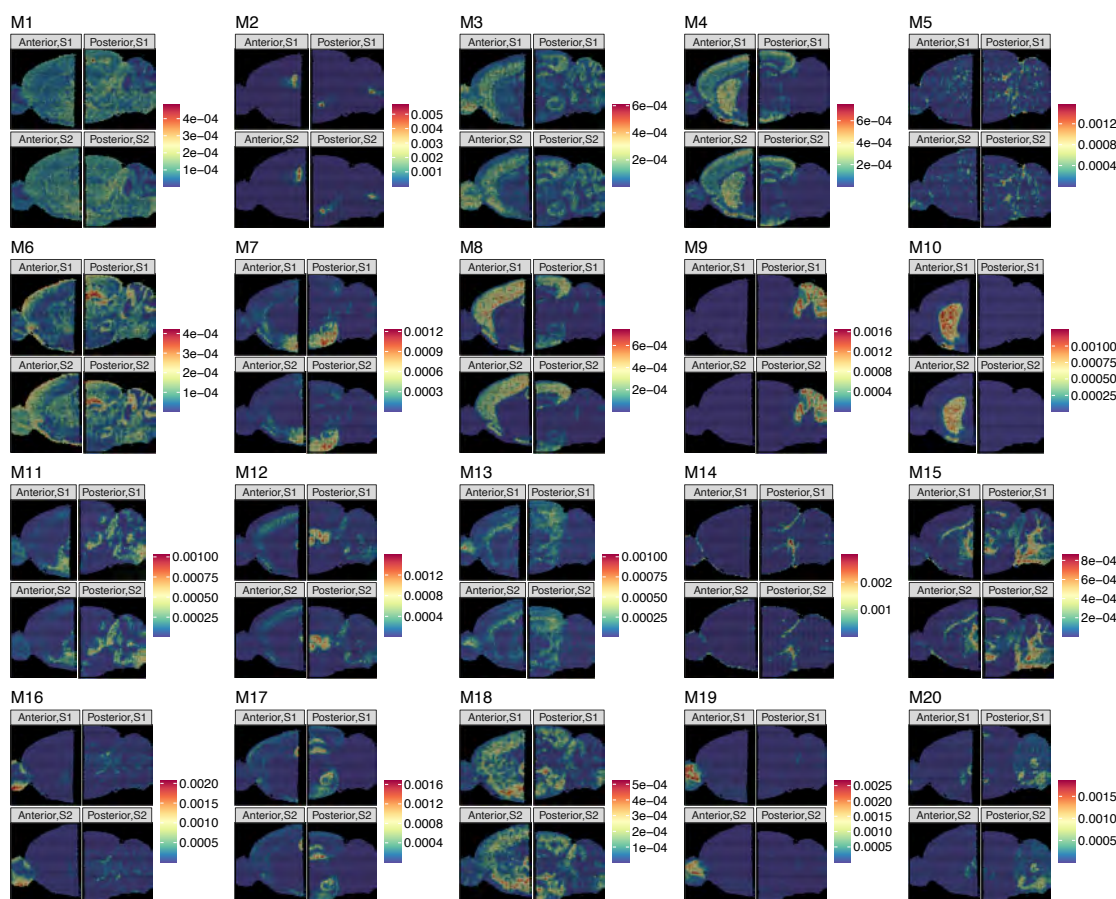 M1 M2 M3 M4 M5
Anterior,S1 Posterior,S1 Anterior,S1 Posterior,S1 Anterior,S1 Posterior,S1 Anterior,S1 Posterior,S1 Anterior,S1 Posterior,S1
4e−04 3e−04 2e−04 1e−04
0.005 0.004 0.003 0.002 0.001
6e−04 4e−04 2e−04
6e−04 4e−04 2e−04
0.0012 0.0008 0.0004
Anterior,S2 Posterior,S2 Anterior,S2 Posterior,S2 Anterior,S2 Posterior,S2 Anterior,S2 Posterior,S2 Anterior,S2 Posterior,S2
M6 M7 M8 M9 M10
Anterior,S1 Posterior,S1 Anterior,S1 Posterior,S1 Anterior,S1 Posterior,S1 Anterior,S1 Posterior,S1 Anterior,S1 Posterior,S1
4e−04 3e−04 2e−04 1e−04
0.0012 0.0009 0.0006 0.0003
6e−04 4e−04 2e−04
0.0016 0.0012 0.0008 0.0004
0.00100 0.00075 0.00050 0.00025
Anterior,S2 Posterior,S2 Anterior,S2 Posterior,S2 Anterior,S2 Posterior,S2 Anterior,S2 Posterior,S2 Anterior,S2 Posterior,S2
M11 M12 M13 M14 M15
Anterior,S1 Posterior,S1 Anterior,S1 Posterior,S1 Anterior,S1 Posterior,S1 Anterior,S1 Posterior,S1 Anterior,S1 Posterior,S1
0.00100 0.00075 0.00050 0.00025
0.0012 0.0008 0.0004
0.00100 0.00075 0.00050 0.00025
0.002 0.001
8e−04 6e−04 4e−04 2e−04
Anterior,S2 Posterior,S2 Anterior,S2 Posterior,S2 Anterior,S2 Posterior,S2 Anterior,S2 Posterior,S2 Anterior,S2 Posterior,S2
M16 M17 M18 M19 M20
Anterior,S1 Posterior,S1 Anterior,S1 Posterior,S1 Anterior,S1 Posterior,S1 Anterior,S1 Posterior,S1 Anterior,S1 Posterior,S1
0.0020 0.0015 0.0010 0.0005
0.0016 0.0012 0.0008 0.0004
5e−04 4e−04 3e−04 2e−04 1e−04
0.0025 0.0020 0.0015 0.0010 0.0005
0.0015 0.0010 0.0005
Anterior,S2 Posterior,S2 Anterior,S2 Posterior,S2 Anterior,S2 Posterior,S2 Anterior,S2 Posterior,S2 Anterior,S2 Posterior,S2